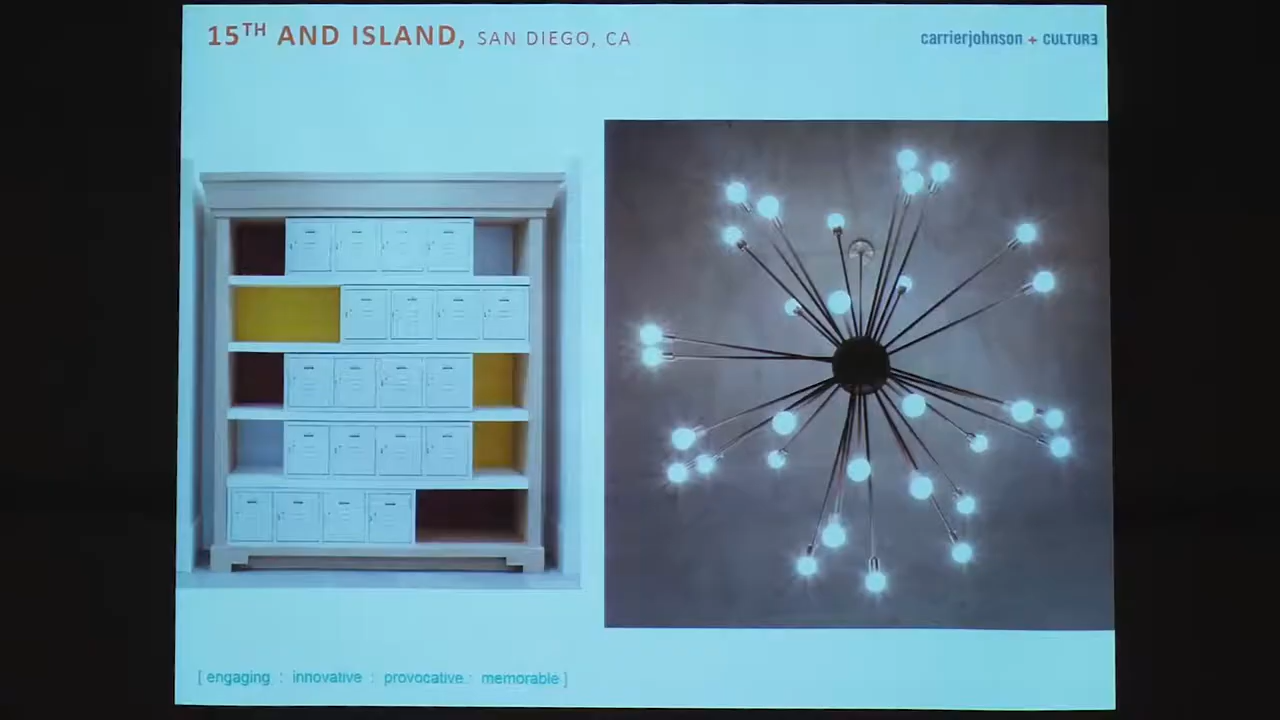 15TH AND ISLAND, SAN DIEGO, CA
carrierjohnson + CULTUR3
[ engaging : innovative : provocative : memorable ]